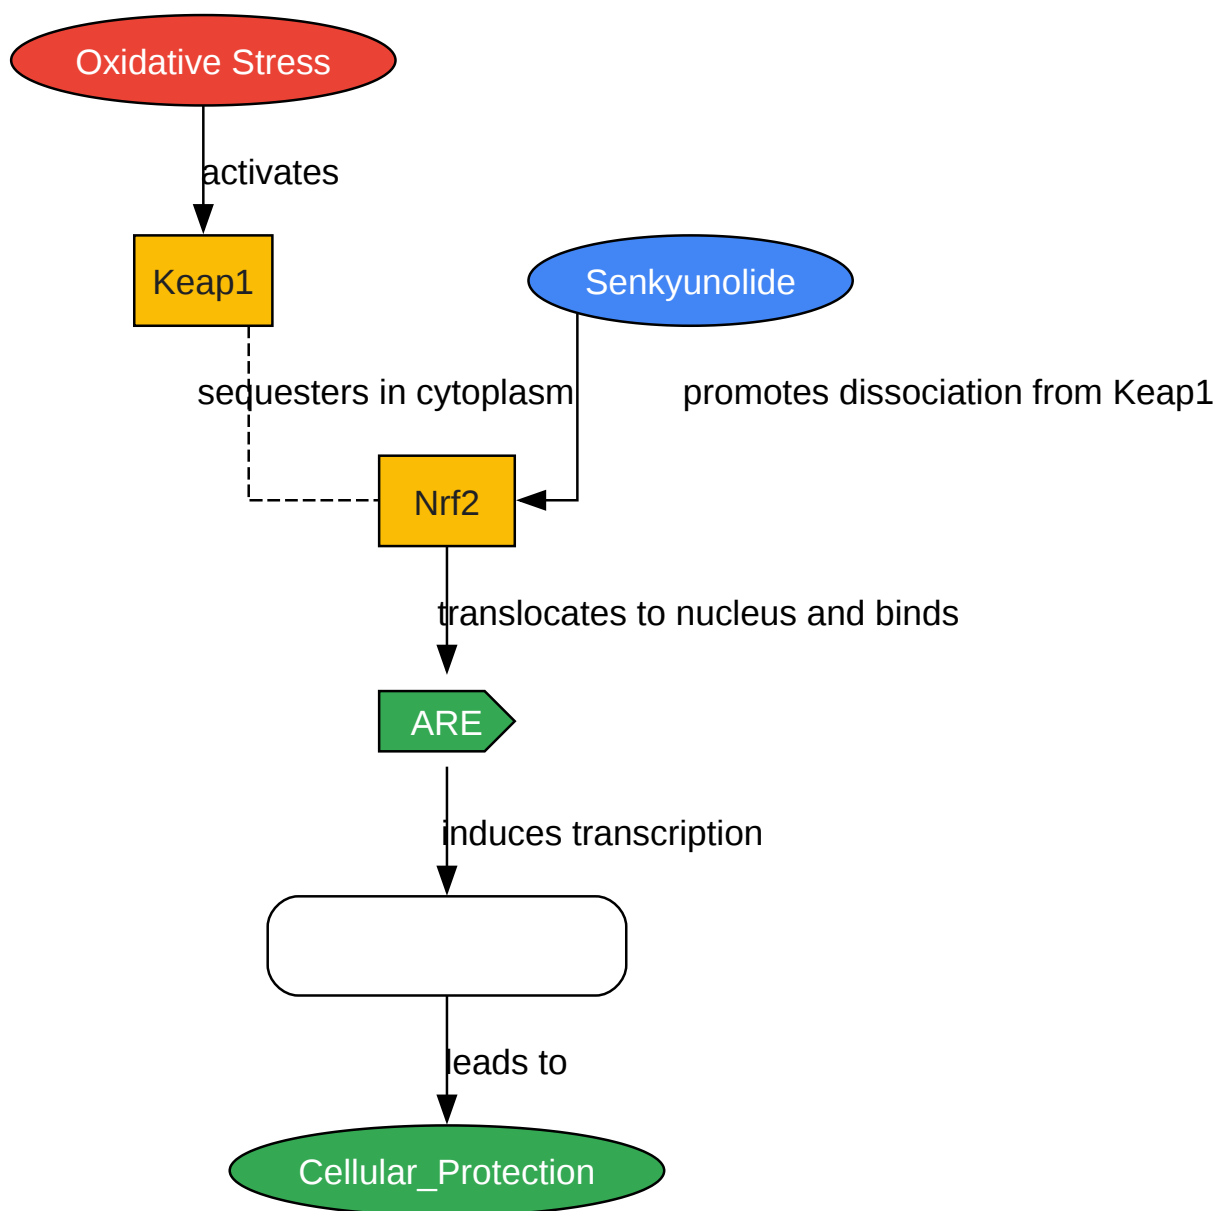 Oxidative Stress
activates
Keap1
Senkyunolide
sequesters in cytoplasm
promotes dissociation from Keap1
Nrf2
translocates to nucleus and binds
ARE
induces transcription
leads to
Cellular_Protection